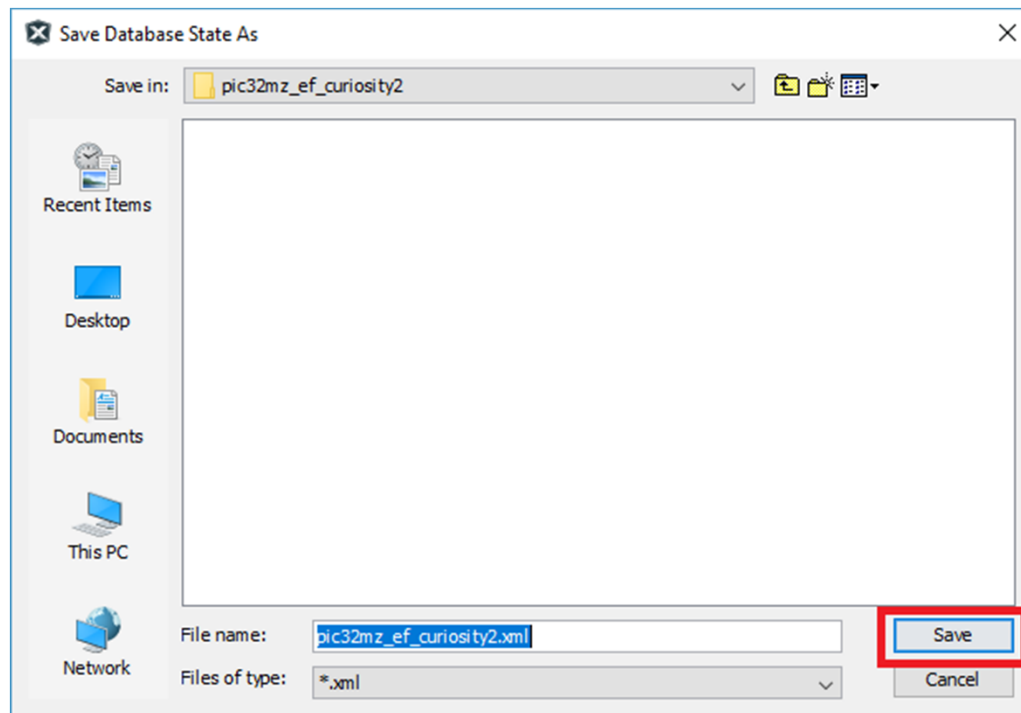 Save Database State As
Save in: pic32mz_ef_curiosity2
Recent Items
Desktop
Documents
This PC
Network
File name: pic32mz_ef_curiosity2.xml Save
Files of type: *.xml Cancel